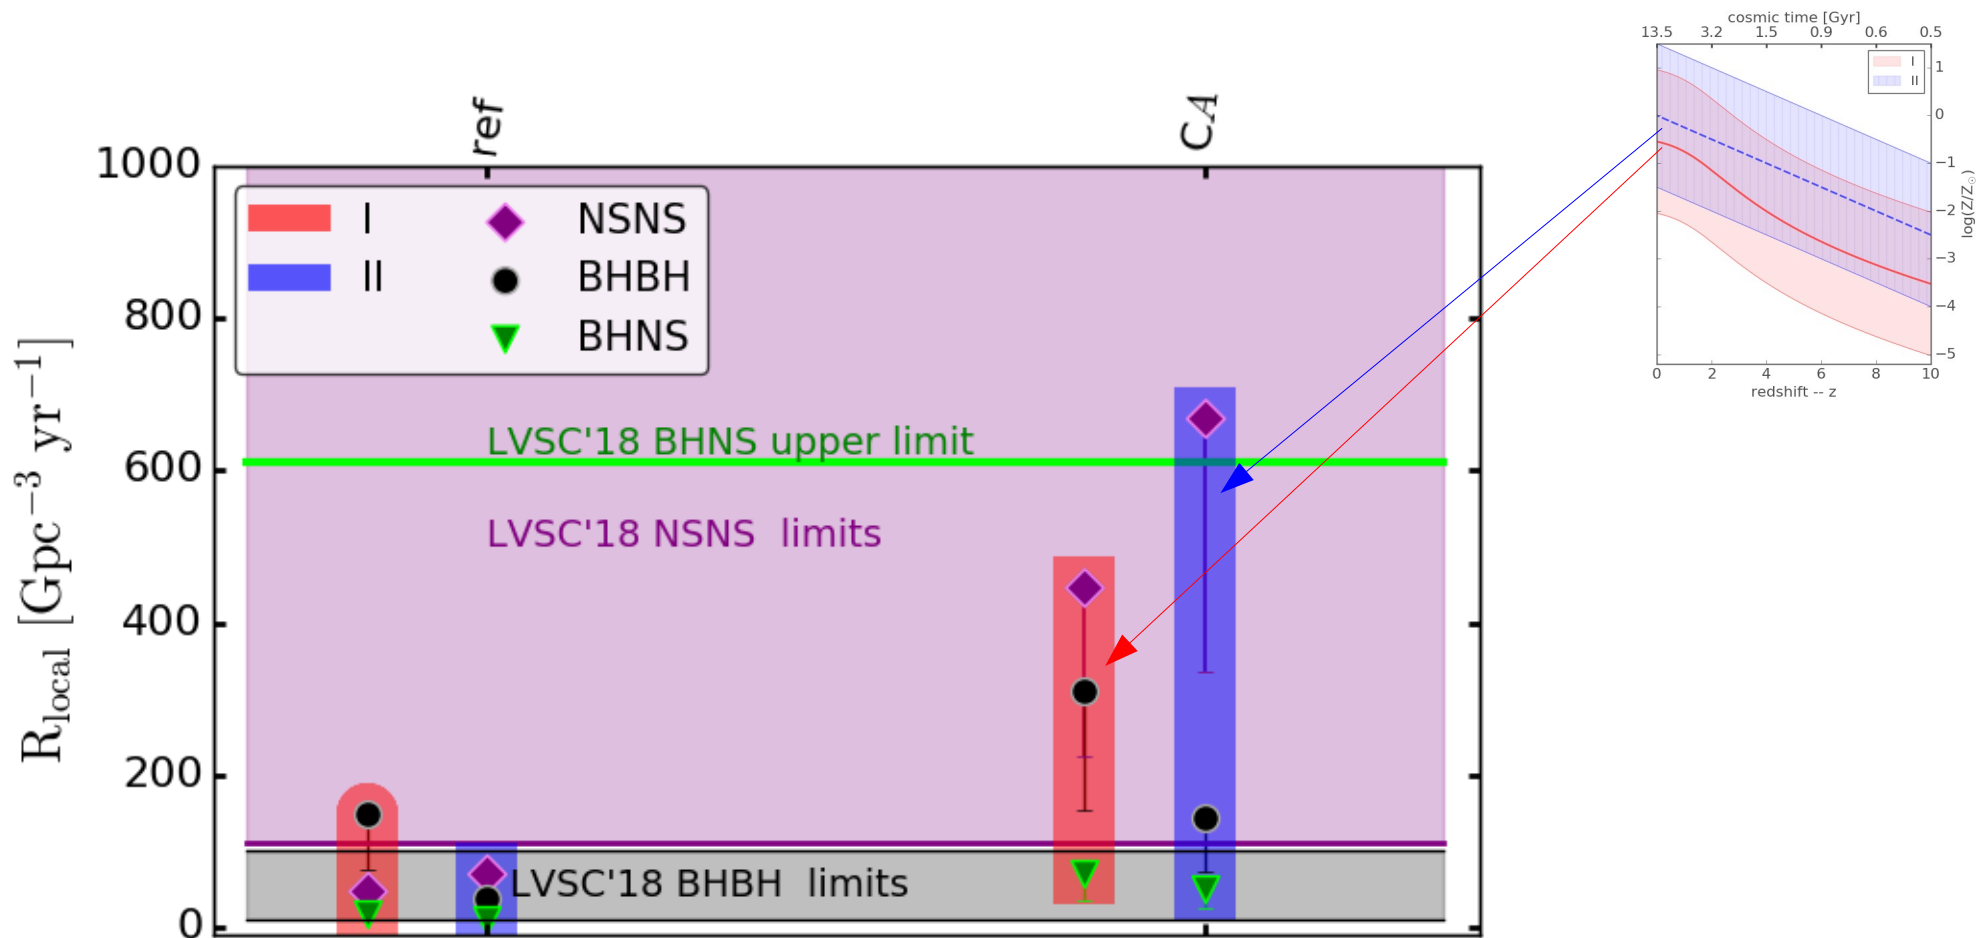 cosmic time [Gyr]
13.5 3.2 1.5 0.9 0.6 0.5
I
II
1
0
−1
−2
−3
−4
−5
log(Z/Z☉)
0 2 4 6 8 10
redshift -- z
ref
CA
1000
800
600
400
200
0
R_local [Gpc⁻³ yr⁻¹]
I NSNS
II BHBH
BHNS
LVSC'18 BHNS upper limit
LVSC'18 NSNS limits
LVSC'18 BHBH limits